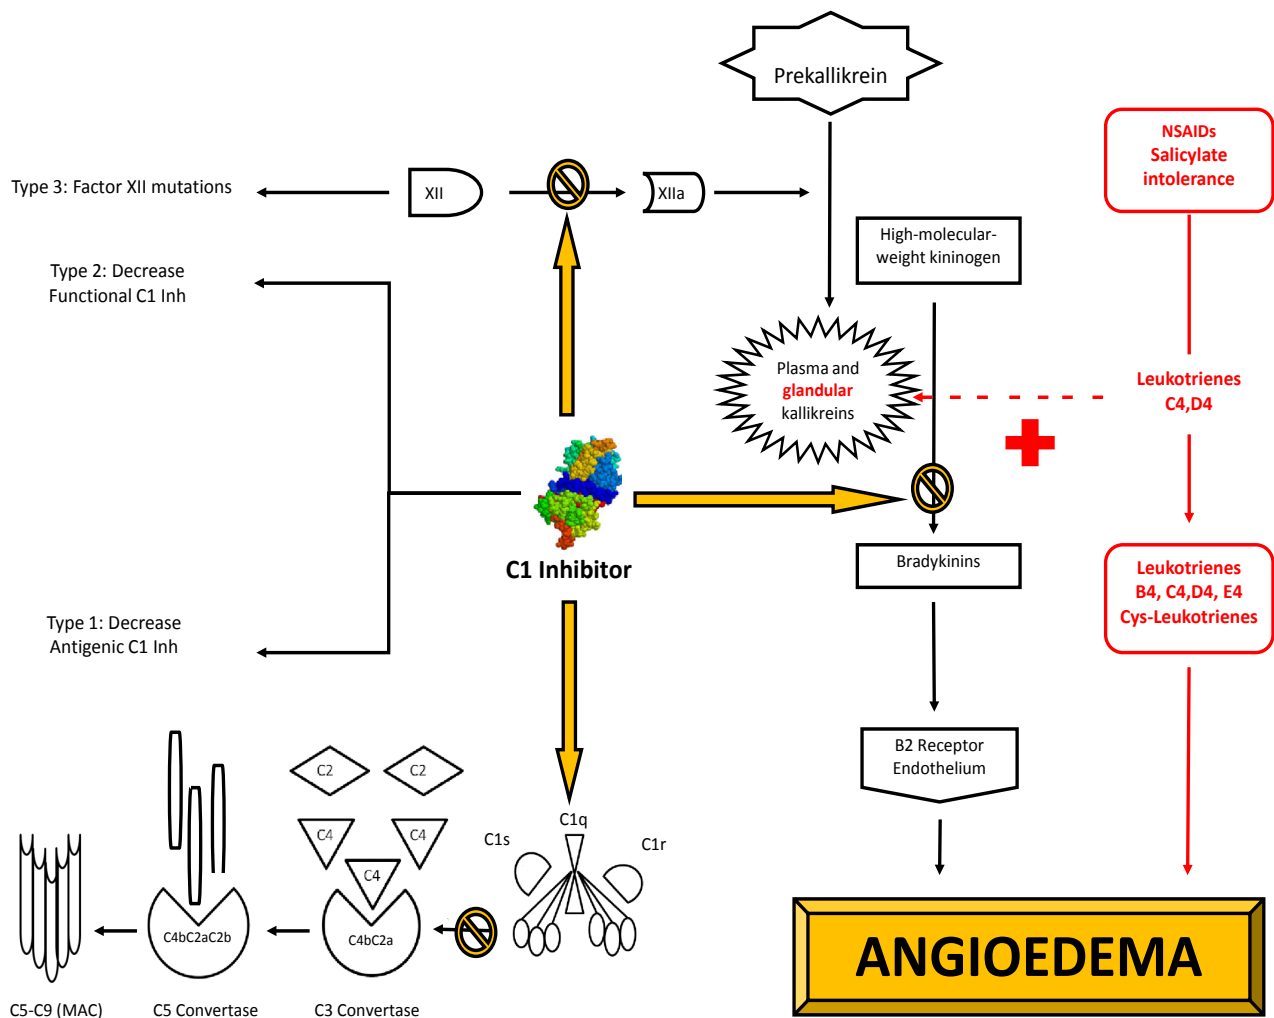 Prekallikrein
NSAIDs
Salicylate
intolerance
Type 3: Factor XII mutations
XII
XIIa
High-molecular-
weight kininogen
Type 2: Decrease
Functional C1 Inh
Plasma and
glandular
kallikreins
Leukotrienes
C4,D4
C1 Inhibitor
Bradykinins
Leukotrienes
B4, C4,D4, E4
Cys-Leukotrienes
Type 1: Decrease
Antigenic C1 Inh
B2 Receptor
Endothelium
C2
C2
C4
C4
C4
C1q
C1s
C1r
C4bC2aC2b
C4bC2a
ANGIOEDEMA
C5-C9 (MAC)
C5 Convertase
C3 Convertase